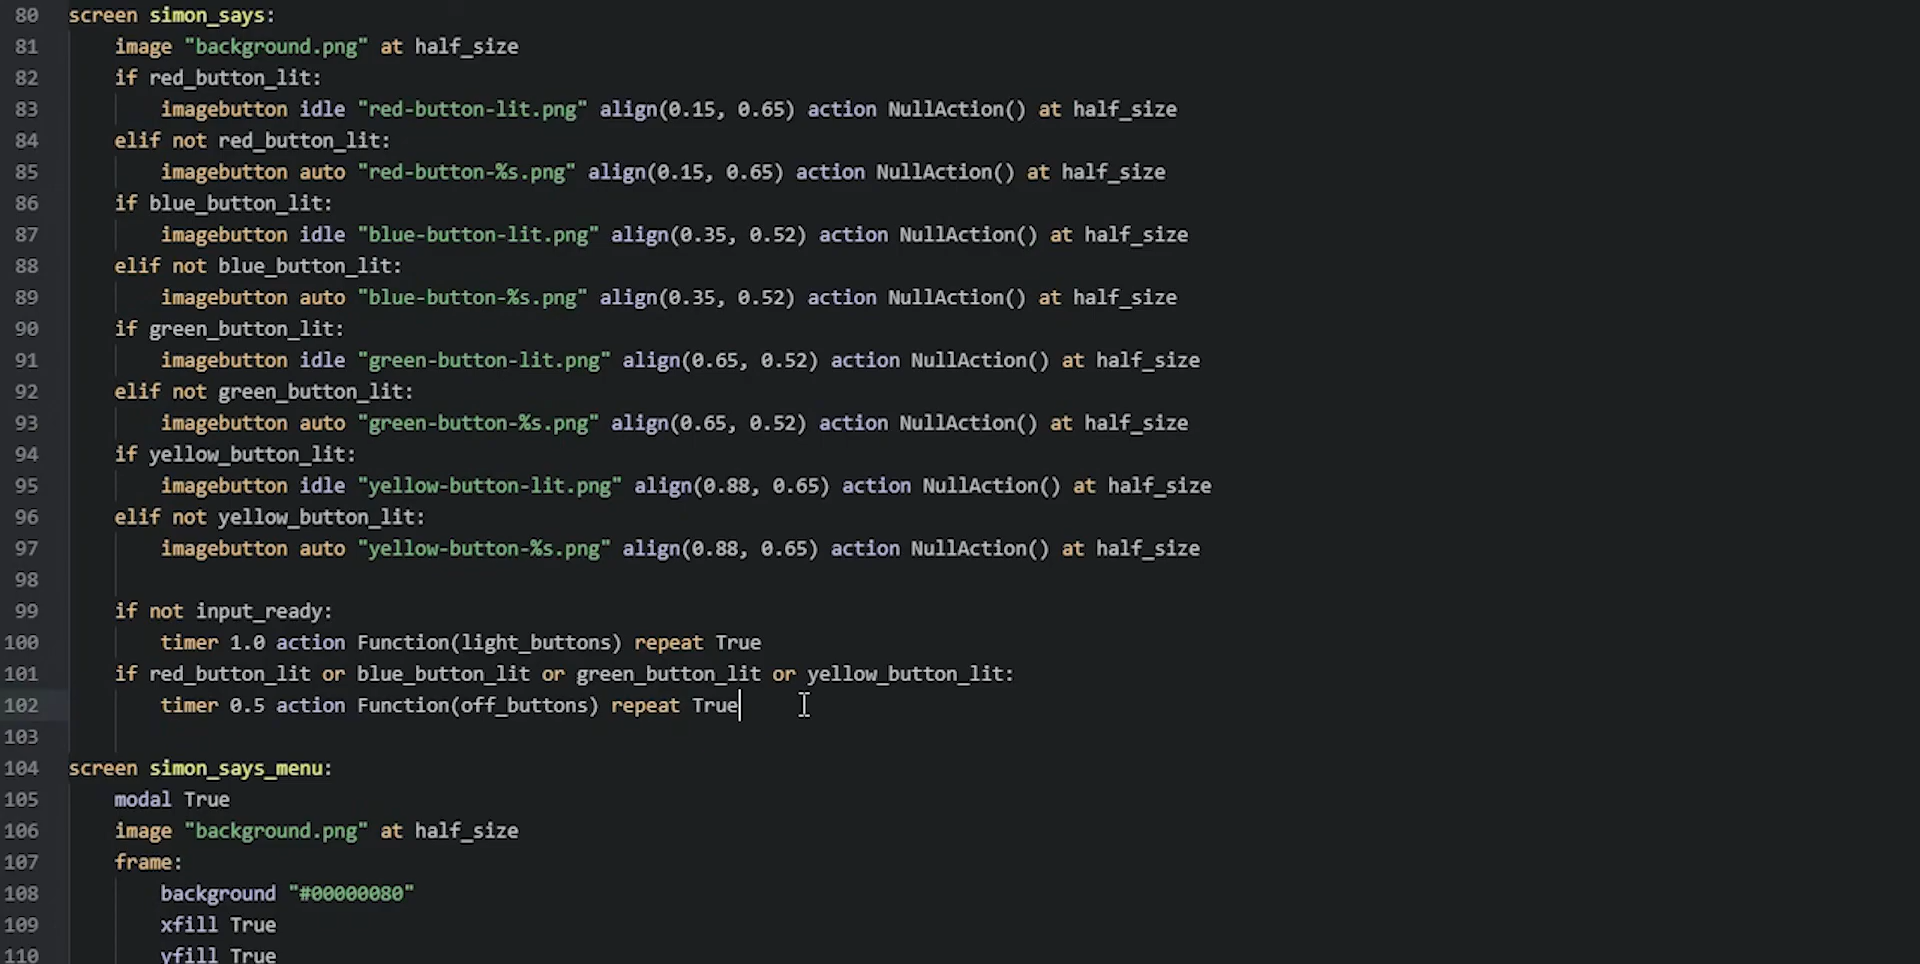 80 screen simon_says:
81 image "background.png" at half_size
82 if red_button_lit:
83 imagebutton idle "red-button-lit.png" align(0.15, 0.65) action NullAction() at half_size
84 elif not red_button_lit:
85 imagebutton auto "red-button-%s.png" align(0.15, 0.65) action NullAction() at half_size
86 if blue_button_lit:
87 imagebutton idle "blue-button-lit.png" align(0.35, 0.52) action NullAction() at half_size
88 elif not blue_button_lit:
89 imagebutton auto "blue-button-%s.png" align(0.35, 0.52) action NullAction() at half_size
90 if green_button_lit:
91 imagebutton idle "green-button-lit.png" align(0.65, 0.52) action NullAction() at half_size
92 elif not green_button_lit:
93 imagebutton auto "green-button-%s.png" align(0.65, 0.52) action NullAction() at half_size
94 if yellow_button_lit:
95 imagebutton idle "yellow-button-lit.png" align(0.88, 0.65) action NullAction() at half_size
96 elif not yellow_button_lit:
97 imagebutton auto "yellow-button-%s.png" align(0.88, 0.65) action NullAction() at half_size
98
99 if not input_ready:
100 timer 1.0 action Function(light_buttons) repeat True
101 if red_button_lit or blue_button_lit or green_button_lit or yellow_button_lit:
102 timer 0.5 action Function(off_buttons) repeat True
103
104 screen simon_says_menu:
105 modal True
106 image "background.png" at half_size
107 frame:
108 background "#00000080"
109 xfill True
110 yfill True